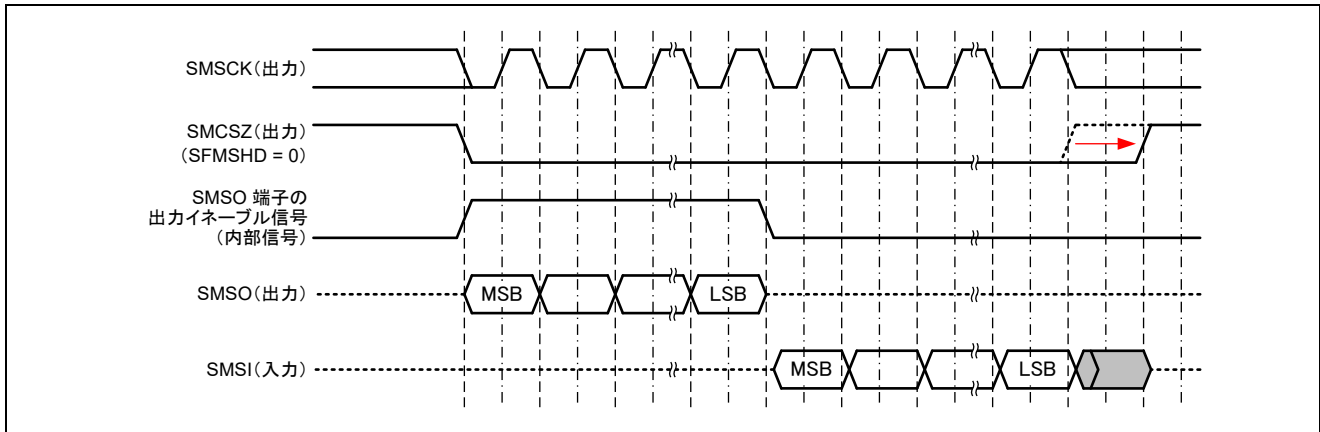 SMSCK(出力)
SMCSZ(出力)
(SFMSHD = 0)
SMSO 端子の
出力イネーブル信号
(内部信号)
SMSO(出力)
MSB
LSB
SMSI(入力)
MSB
LSB